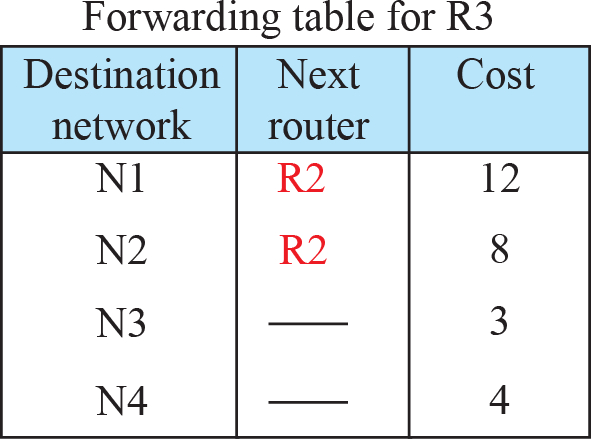 Forwarding table for R3
Destination network Next router Cost
N1 R2 12
N2 R2 8
N3 —— 3
N4 —— 4